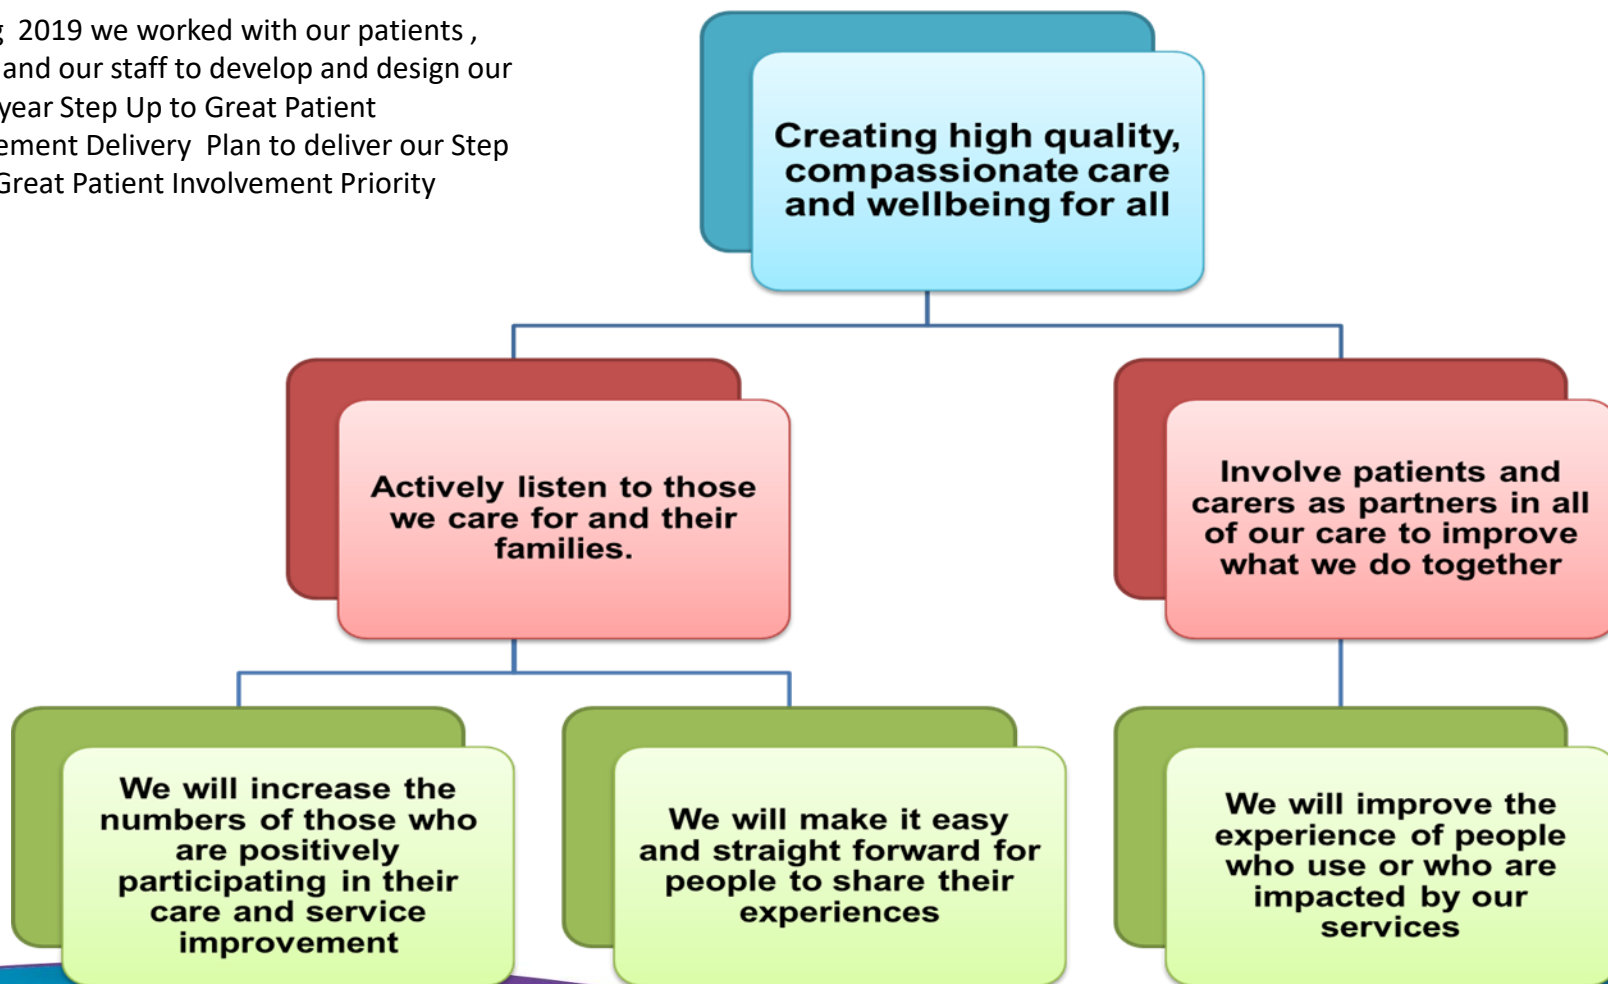 2019 we worked with our patients ,
and our staff to develop and design our
year Step Up to Great Patient
Delivery Plan to deliver our Step
Great Patient Involvement Priority
Creating high quality,
compassionate care
and wellbeing for all
Actively listen to those
we care for and their
families.
Involve patients and
carers as partners in all
of our care to improve
what we do together
We will increase the
numbers of those who
are positively
participating in their
care and service
improvement
We will make it easy
and straight forward for
people to share their
experiences
We will improve the
experience of people
who use or who are
impacted by our
services